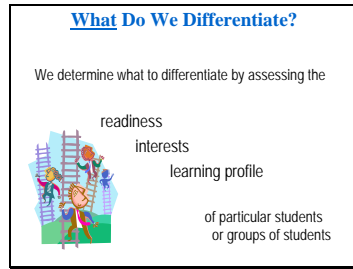 What Do We Differentiate?
We determine what to differentiate by assessing the
readiness
interests
learning profile
of particular students
or groups of students